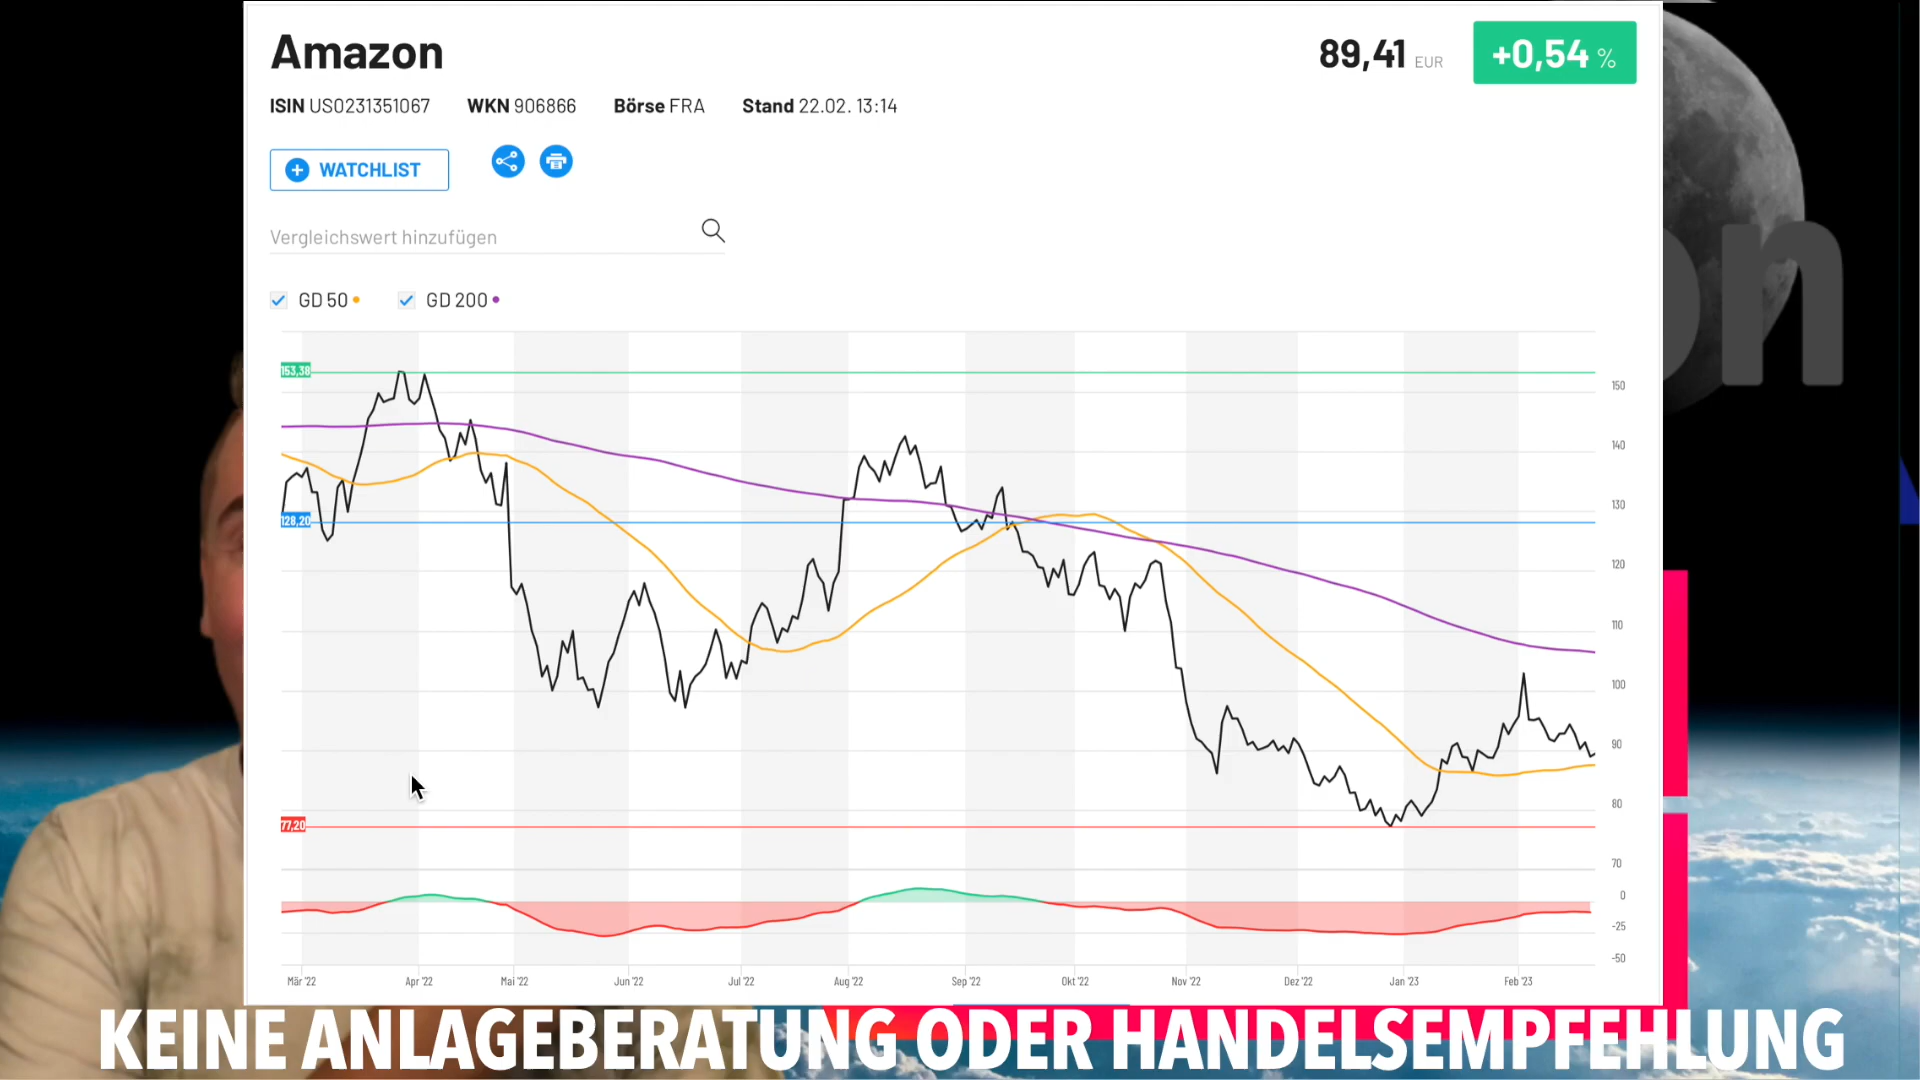 Amazon
89,41 EUR
+0,54 %
ISIN US0231351067 WKN 906866 Börse FRA Stand 22.02. 13:14
WATCHLIST
Vergleichswert hinzufügen
GD 50 GD 200
153,38
150
140
130
128,20
120
110
100
90
80
77,20
70
0
-25
-50
Mär '22 Apr '22 Mai '22 Jun '22 Jul '22 Aug '22 Sep '22 Okt '22 Nov '22 Dez '22 Jan '23 Feb '23
on
KEINE ANLAGEBERATUNG ODER HANDELSEMPFEHLUNG